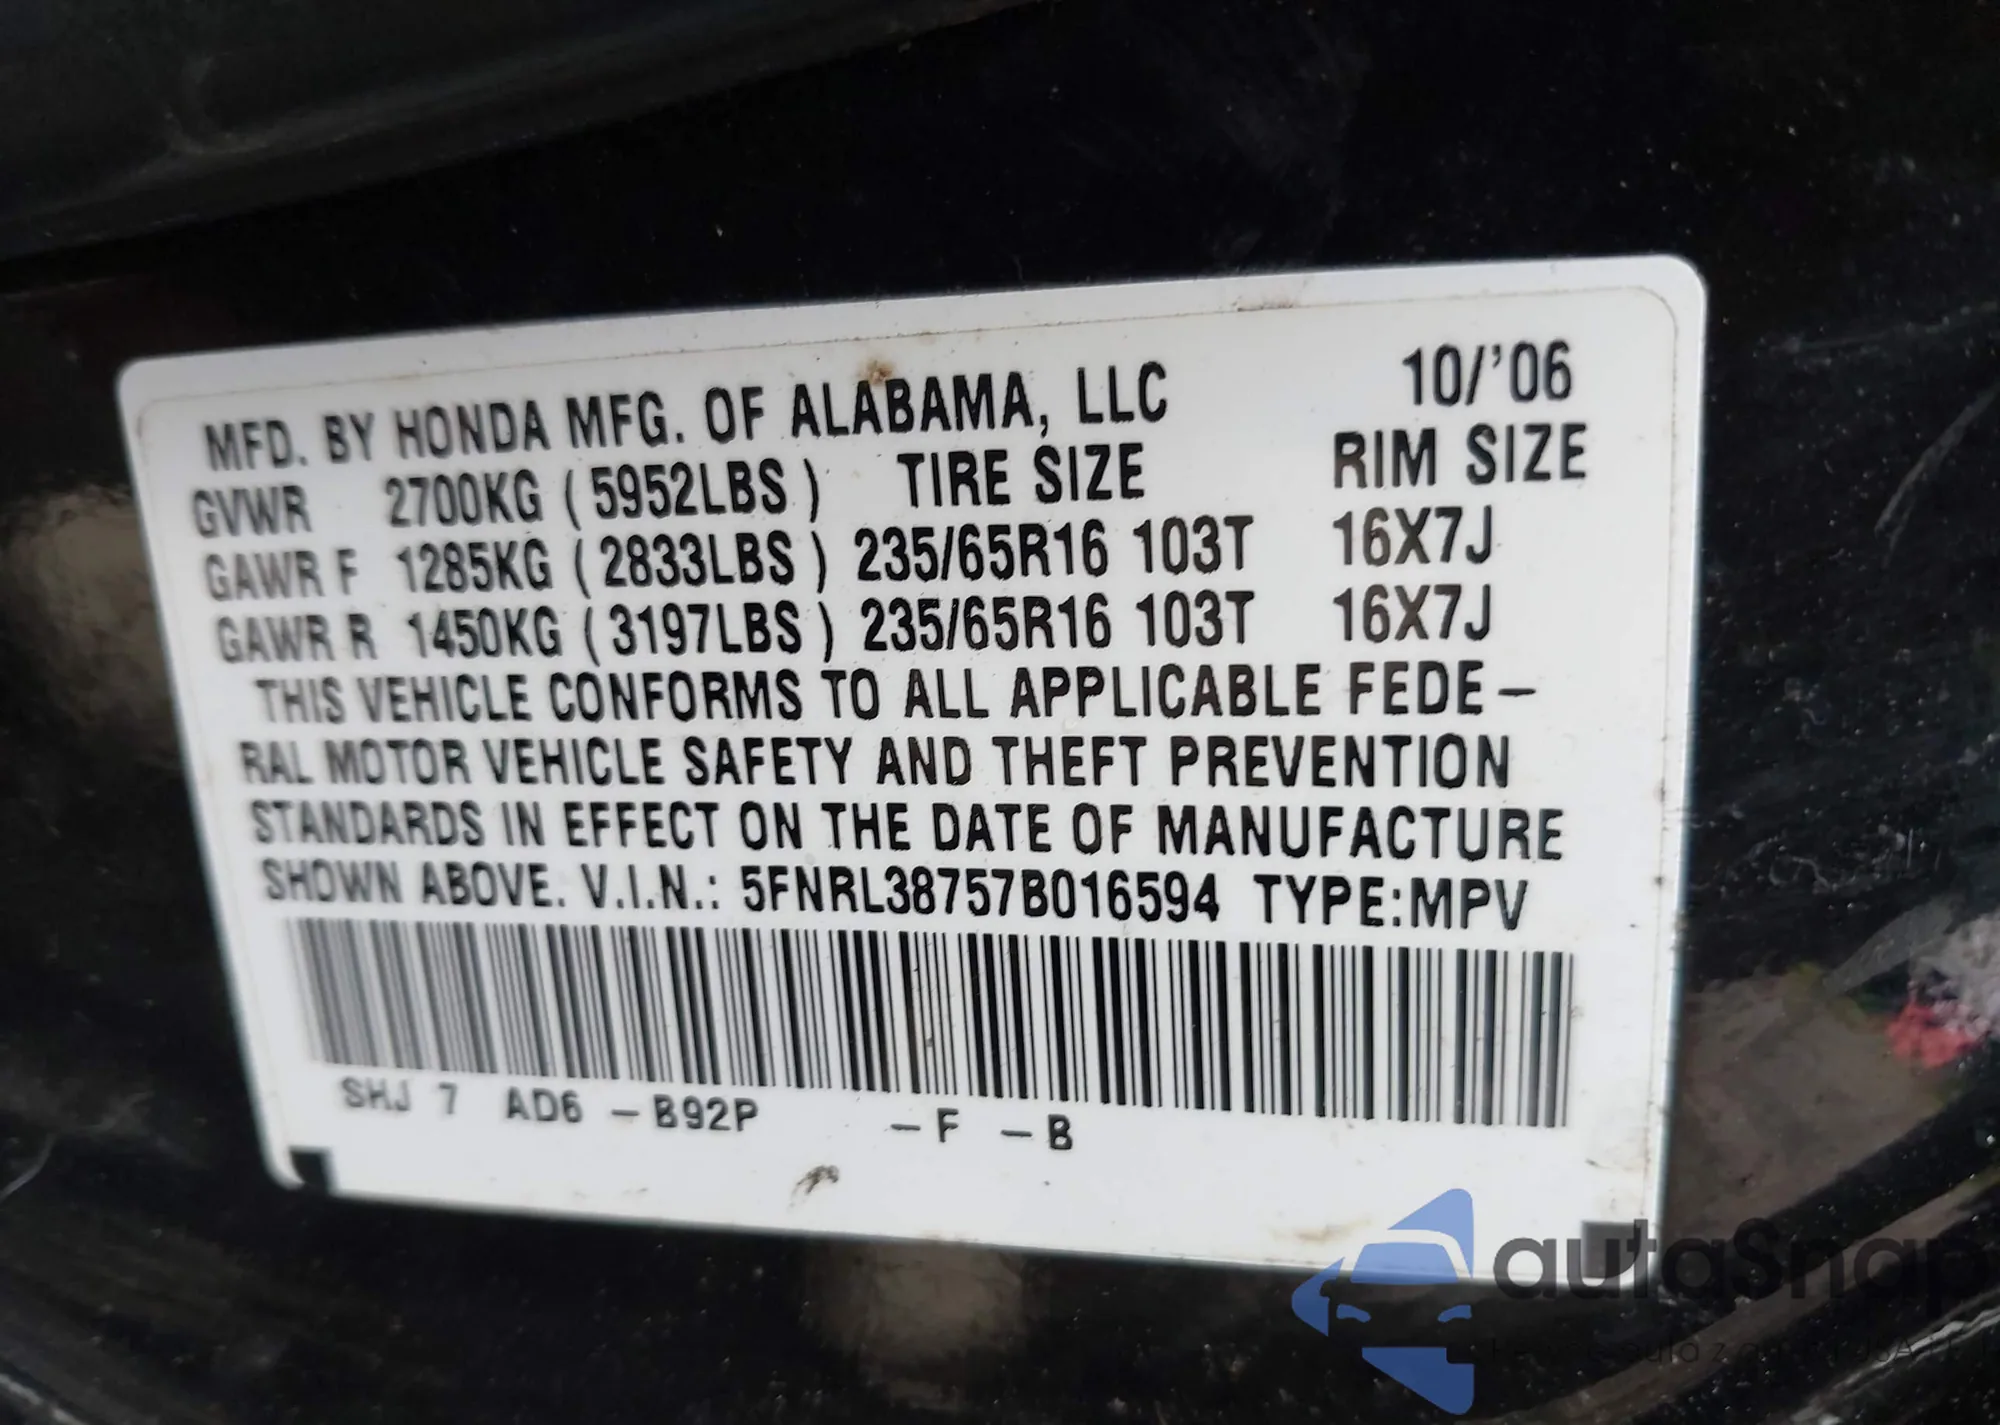 MFD. BY HONDA MFG. OF ALABAMA, LLC 10/'06
GVWR 2700KG (5952LBS) TIRE SIZE RIM SIZE
GAWR F 1285KG (2833LBS) 235/65R16 103T 16X7J
GAWR R 1450KG (3197LBS) 235/65R16 103T 16X7J
THIS VEHICLE CONFORMS TO ALL APPLICABLE FEDE-
RAL MOTOR VEHICLE SAFETY AND THEFT PREVENTION
STANDARDS IN EFFECT ON THE DATE OF MANUFACTURE
SHOWN ABOVE. V.I.N.: 5FNRL38757B016594 TYPE:MPV
SHJ 7 AD6 -B92P -F -B
autaSnap